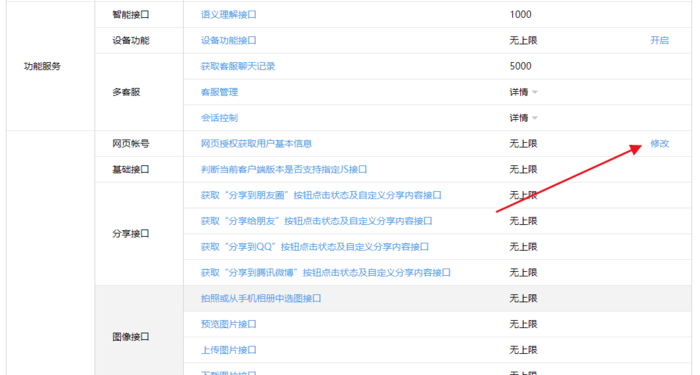 智能接口 语义理解接口 1000
设备功能 设备功能接口 无上限 开启
功能服务 获取客服聊天记录 5000
多客服 客服管理 详情
会话控制 详情
网页帐号 网页授权获取用户基本信息 无上限 修改
基础接口 判断当前客户端版本是否支持指定JS接口 无上限
获取“分享到朋友圈”按钮点击状态及自定义分享内容接口 无上限
获取“分享给朋友”按钮点击状态及自定义分享内容接口 无上限
分享接口
获取“分享到QQ”按钮点击状态及自定义分享内容接口 无上限
获取“分享到腾讯微博”按钮点击状态及自定义分享内容接口 无上限
拍照或从手机相册中选图接口 无上限
预览图片接口 无上限
图像接口
上传图片接口 无上限
下载图片接口 无上限